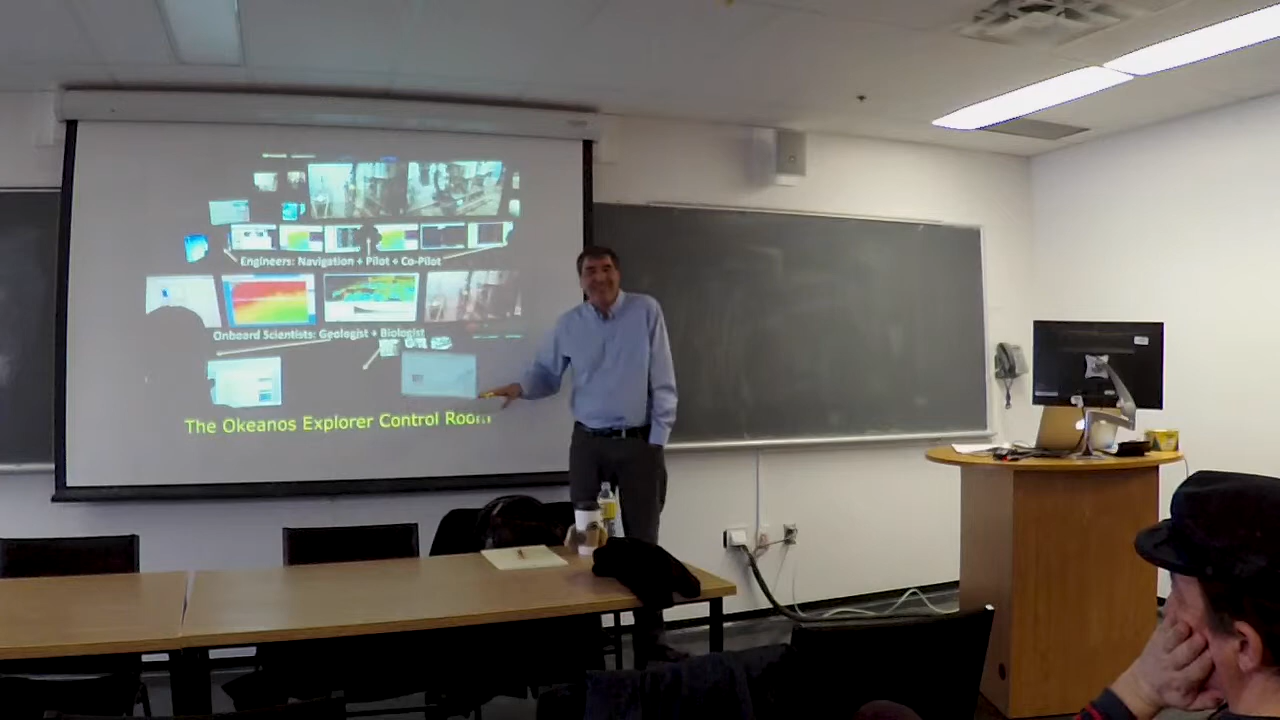 Engineers: Navigation + Pilot + Co-Pilot
Onboard Scientists: Geologist + Biologist
The Okeanos Explorer Control Room